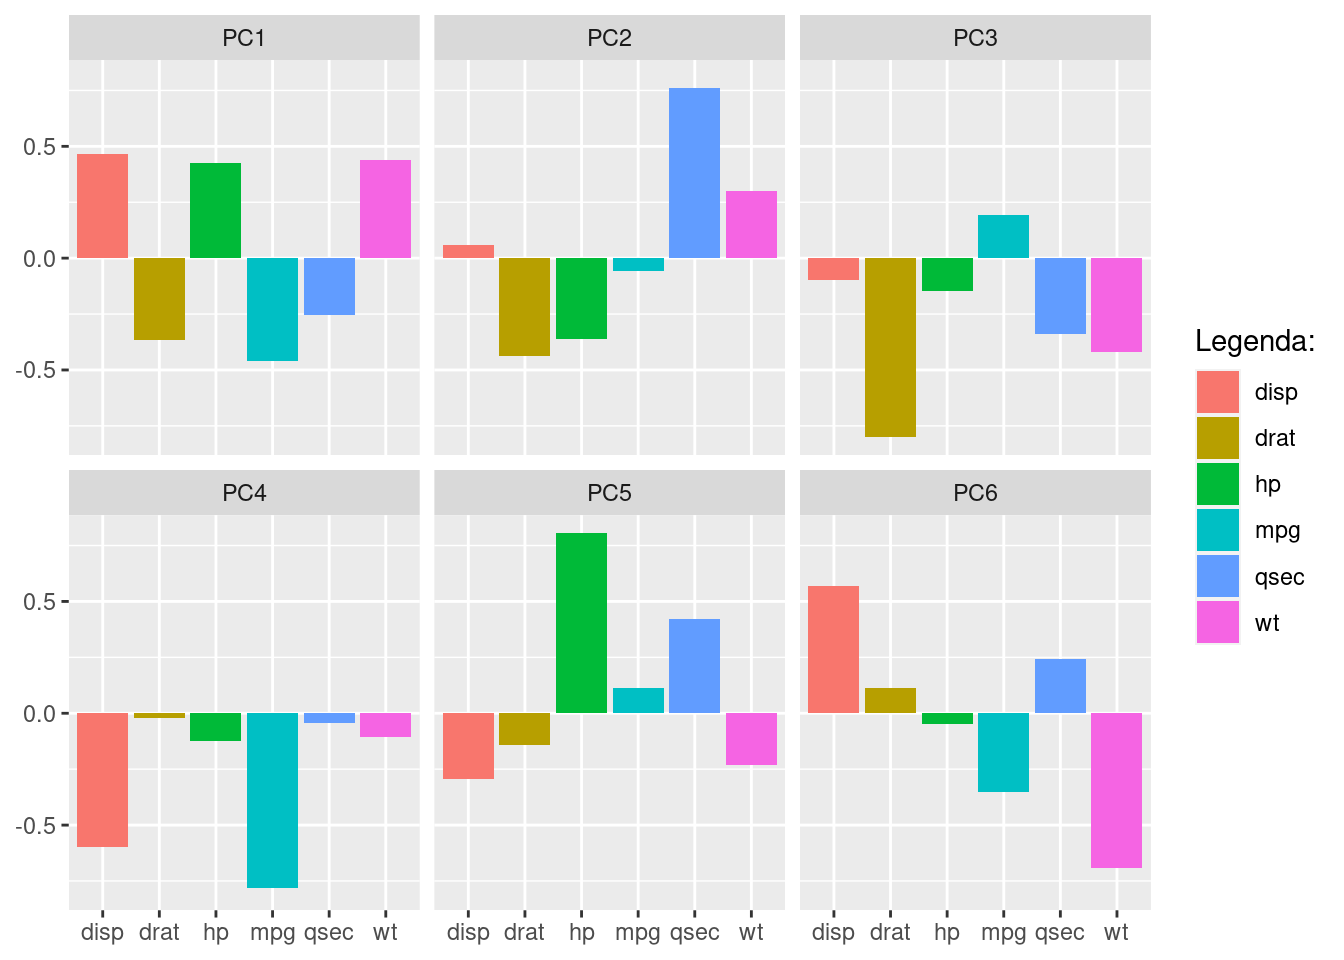 PC1
PC2
PC3
0.5
0.0
-0.5
PC4
PC5
PC6
0.5
0.0
-0.5
disp drat hp mpg qsec wt
disp drat hp mpg qsec wt
disp drat hp mpg qsec wt
Legenda:
disp
drat
hp
mpg
qsec
wt